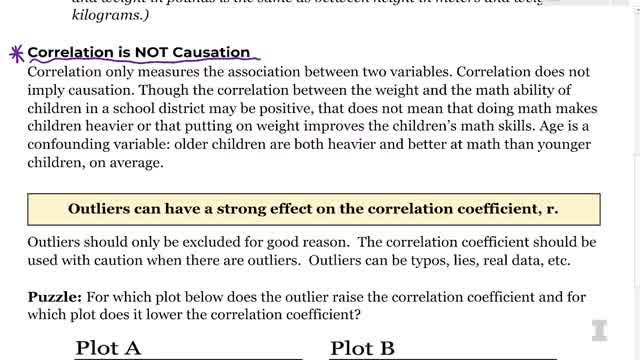 and weight in pounds is the same as between height in meters and
kilograms.)
* Correlation is NOT Causation
Correlation only measures the association between two variables. Correlation does not
imply causation. Though the correlation between the weight and the math ability of
children in a school district may be positive, that does not mean that doing math makes
children heavier or that putting on weight improves the children's math skills. Age is a
confounding variable: older children are both heavier and better at math than younger
children, on average.
Outliers can have a strong effect on the correlation coefficient, r.
Outliers should only be excluded for good reason. The correlation coefficient should be
used with caution when there are outliers. Outliers can be typos, lies, real data, etc.
Puzzle: For which plot below does the outlier raise the correlation coefficient and for
which plot does it lower the correlation coefficient?
Plot A
Plot B